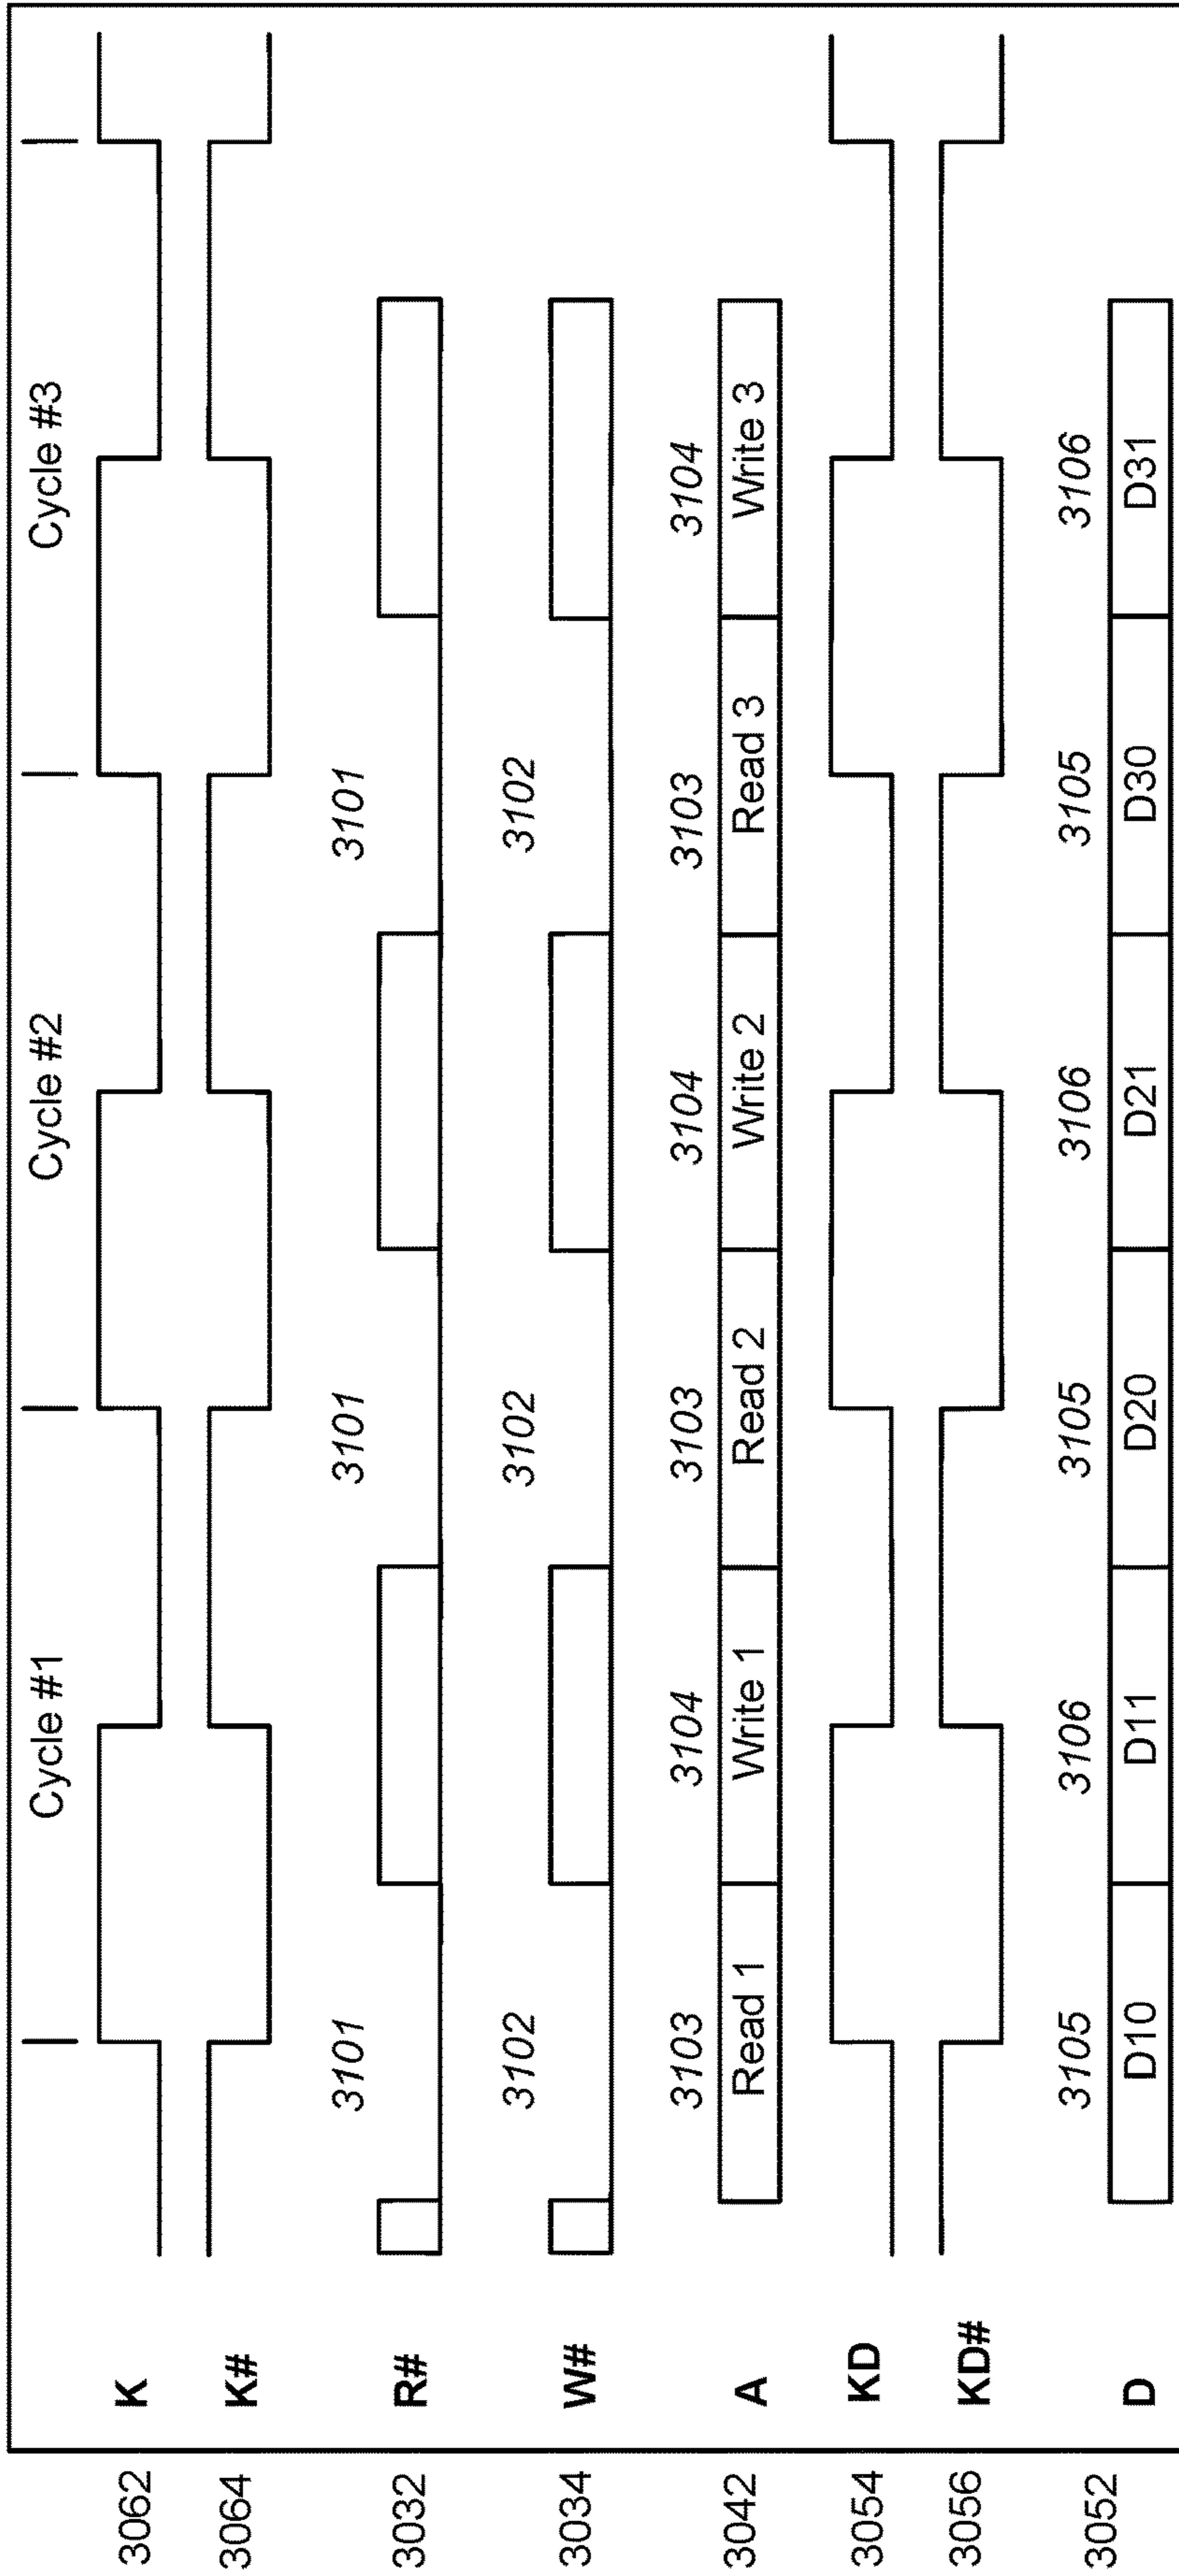 Cycle #1 Cycle #2 Cycle #3
3062 K
3064 K#
3101 3101 3101
3032 R#
3102 3102 3102
3034 W#
3103 3104 3103 3104 3103 3104
3042 A Read 1 Write 1 Read 2 Write 2 Read 3 Write 3
3054 KD
3056 KD#
3105 3106 3105 3106 3105 3106
3052 D D10 D11 D20 D21 D30 D31